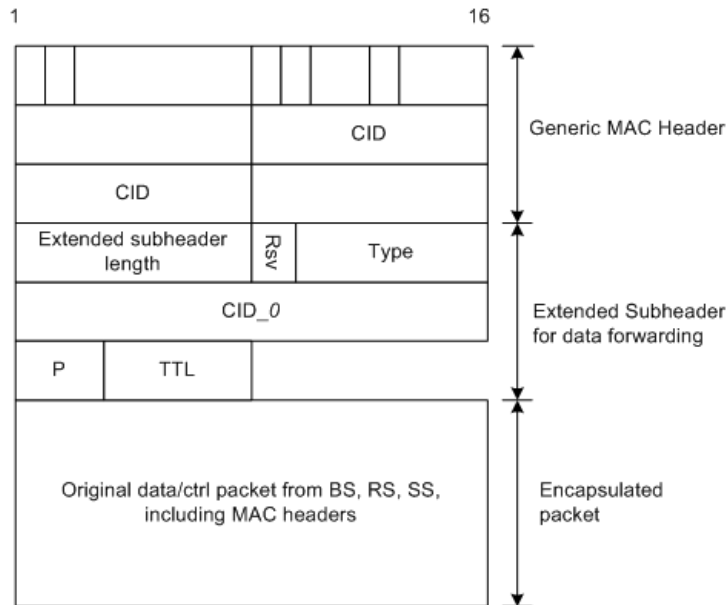 1 16
Generic MAC Header
CID
CID
Extended subheader
length
Rsv
Type
CID_0
Extended Subheader
for data forwarding
P
TTL
Original data/ctrl packet from BS, RS, SS,
including MAC headers
Encapsulated
packet